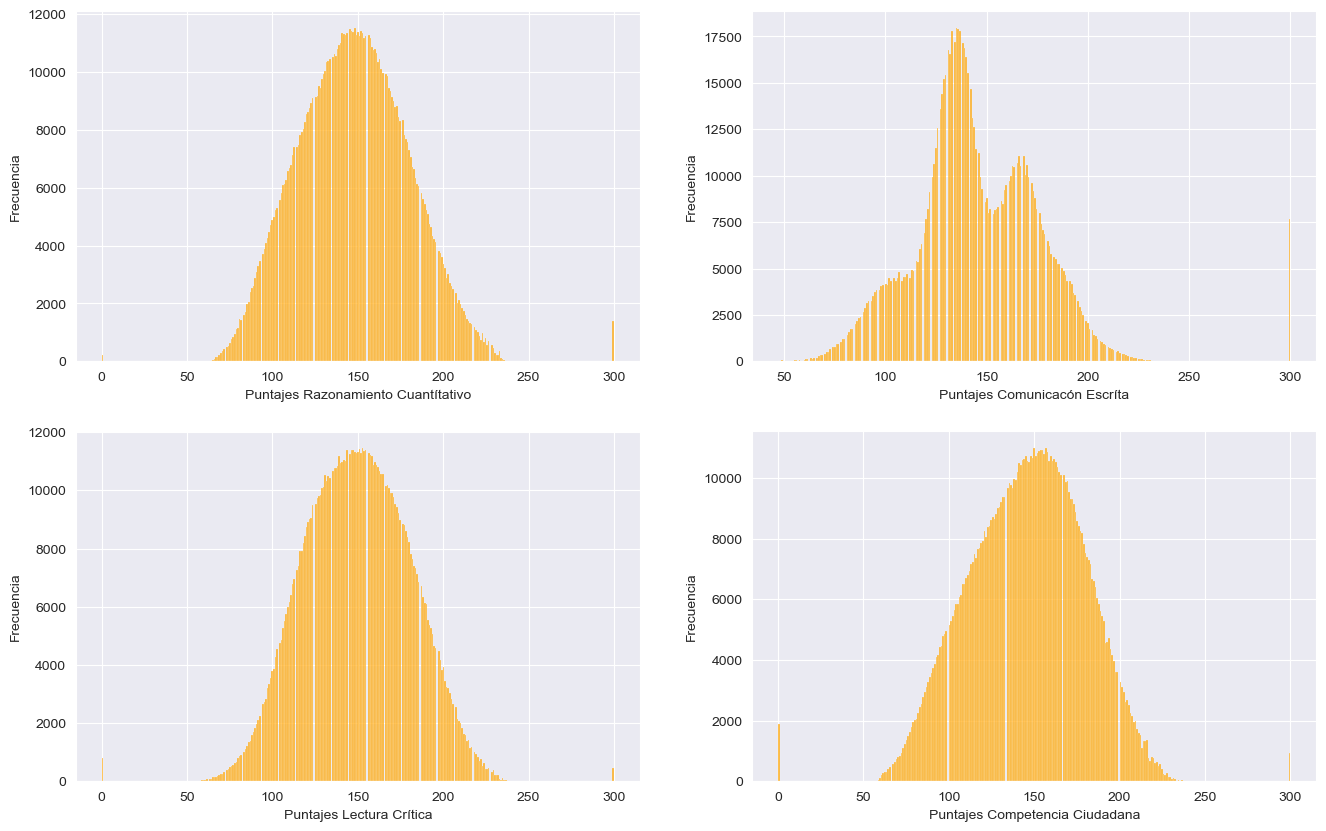 12000
10000
8000
6000
4000
2000
0
Frecuencia
0 50 100 150 200 250 300
Puntajes Razonamiento Cuantítativo
17500
15000
12500
10000
7500
5000
2500
0
Frecuencia
50 100 150 200 250 300
Puntajes Comunicacón Escríta
12000
10000
8000
6000
4000
2000
0
Frecuencia
0 50 100 150 200 250 300
Puntajes Lectura Crítica
10000
8000
6000
4000
2000
0
Frecuencia
0 50 100 150 200 250 300
Puntajes Competencia Ciudadana